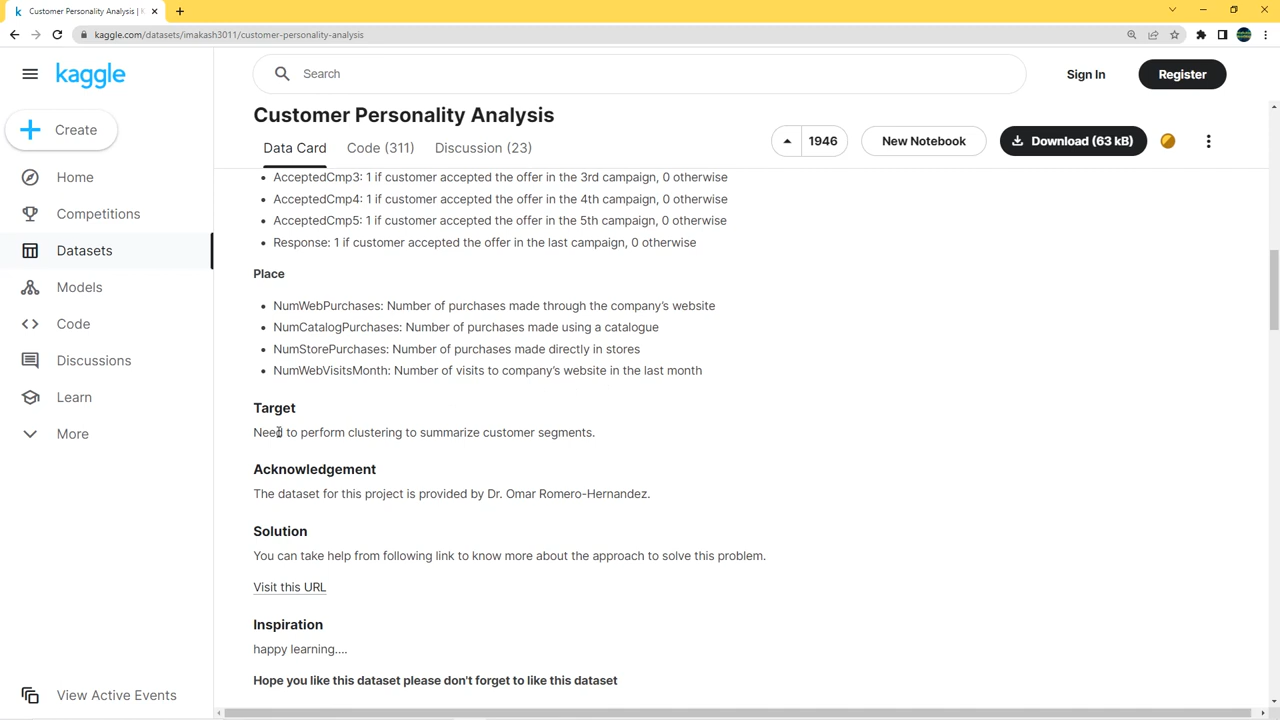 Customer Personality Analysis | K
kaggle.com/datasets/imakash3011/customer-personality-analysis
kaggle
Search
Sign In
Register
Create
Home
Competitions
Datasets
Models
Code
Discussions
Learn
More
View Active Events
Customer Personality Analysis
Data Card
Code (311)
Discussion (23)
1946
New Notebook
Download (63 kB)
AcceptedCmp3: 1 if customer accepted the offer in the 3rd campaign, 0 otherwise
AcceptedCmp4: 1 if customer accepted the offer in the 4th campaign, 0 otherwise
AcceptedCmp5: 1 if customer accepted the offer in the 5th campaign, 0 otherwise
Response: 1 if customer accepted the offer in the last campaign, 0 otherwise
Place
NumWebPurchases: Number of purchases made through the company’s website
NumCatalogPurchases: Number of purchases made using a catalogue
NumStorePurchases: Number of purchases made directly in stores
NumWebVisitsMonth: Number of visits to company’s website in the last month
Target
Need to perform clustering to summarize customer segments.
Acknowledgement
The dataset for this project is provided by Dr. Omar Romero-Hernandez.
Solution
You can take help from following link to know more about the approach to solve this problem.
Visit this URL
Inspiration
happy learning....
Hope you like this dataset please don't forget to like this dataset